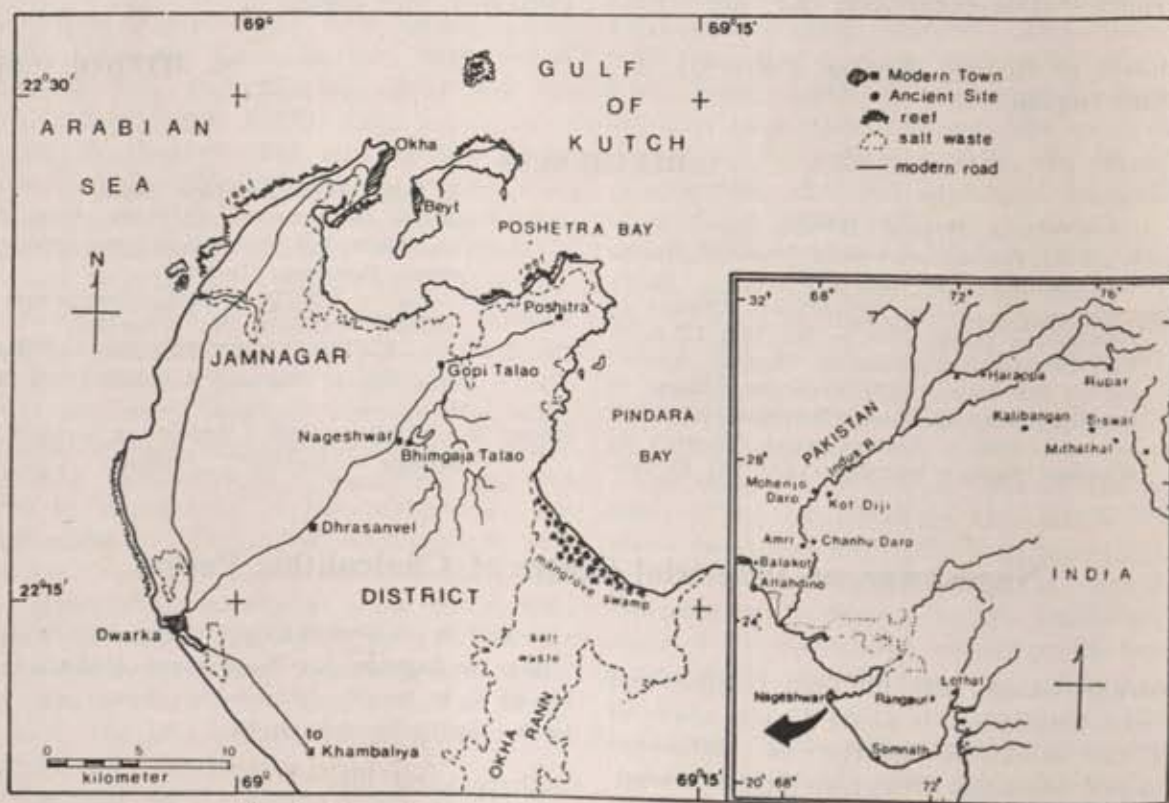 69°
69°15'
22°30'
ARABIAN
SEA
GULF
OF
KUTCH
Modern Town
Ancient Site
reef
salt waste
modern road
Okha
reef
Beyt
POSHETRA BAY
N
reef
Poshitra
JAMNAGAR
Gopi Talao
Nageshwar
Bhimgaja Talao
PINDARA
BAY
Dhrasanvel
mangrove swamp
22°15'
DISTRICT
Dwarka
salt
waste
OKHA RANN
to
Khambaliya
0 5 10
kilometer
69°
69°15'
32°
68°
72°
76°
Harappa
Rupar
Kalibangan
Siswal
Mithathal
PAKISTAN
Indus R
28°
Mohenjo
Daro
Kot Diji
Amri
Chanhu Daro
Balakot
Allahdino
INDIA
24°
Nageshwar
Rangpur
Lothal
Somnath
20°
68°
72°